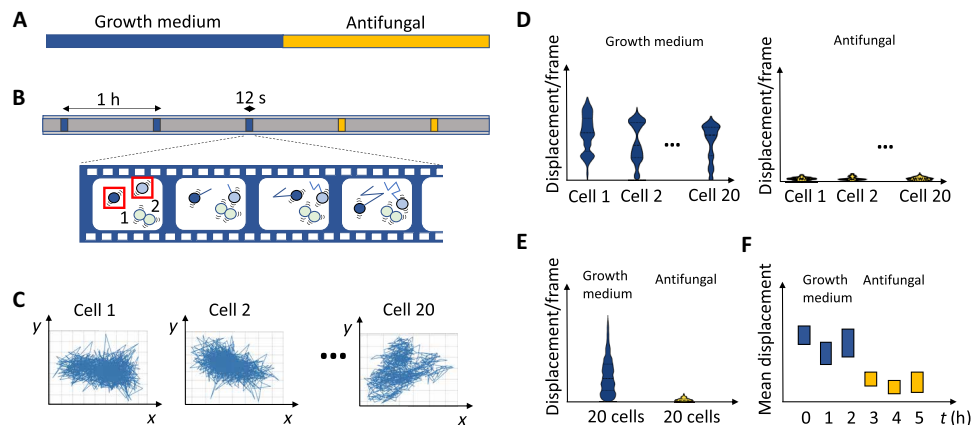 A
Growth medium
Antifungal
B
1 h
12 s
1
2
C
Cell 1
Cell 2
Cell 20
y
y
y
...
x
x
x
D
Growth medium
Antifungal
Displacement/frame
Displacement/frame
...
...
Cell 1
Cell 2
Cell 20
Cell 1
Cell 2
Cell 20
E
Displacement/frame
Growth
medium
Antifungal
20 cells
20 cells
F
Mean displacement
Growth
medium
Antifungal
0 1 2 3 4 5 t (h)